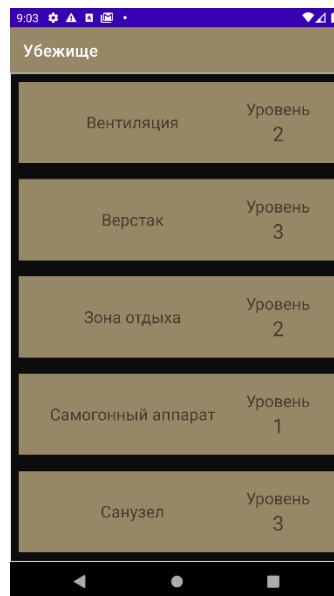 9:03
Убежище
Вентиляция
Уровень
2
Верстак
Уровень
3
Зона отдыха
Уровень
2
Самогонный аппарат
Уровень
1
Санузел
Уровень
3